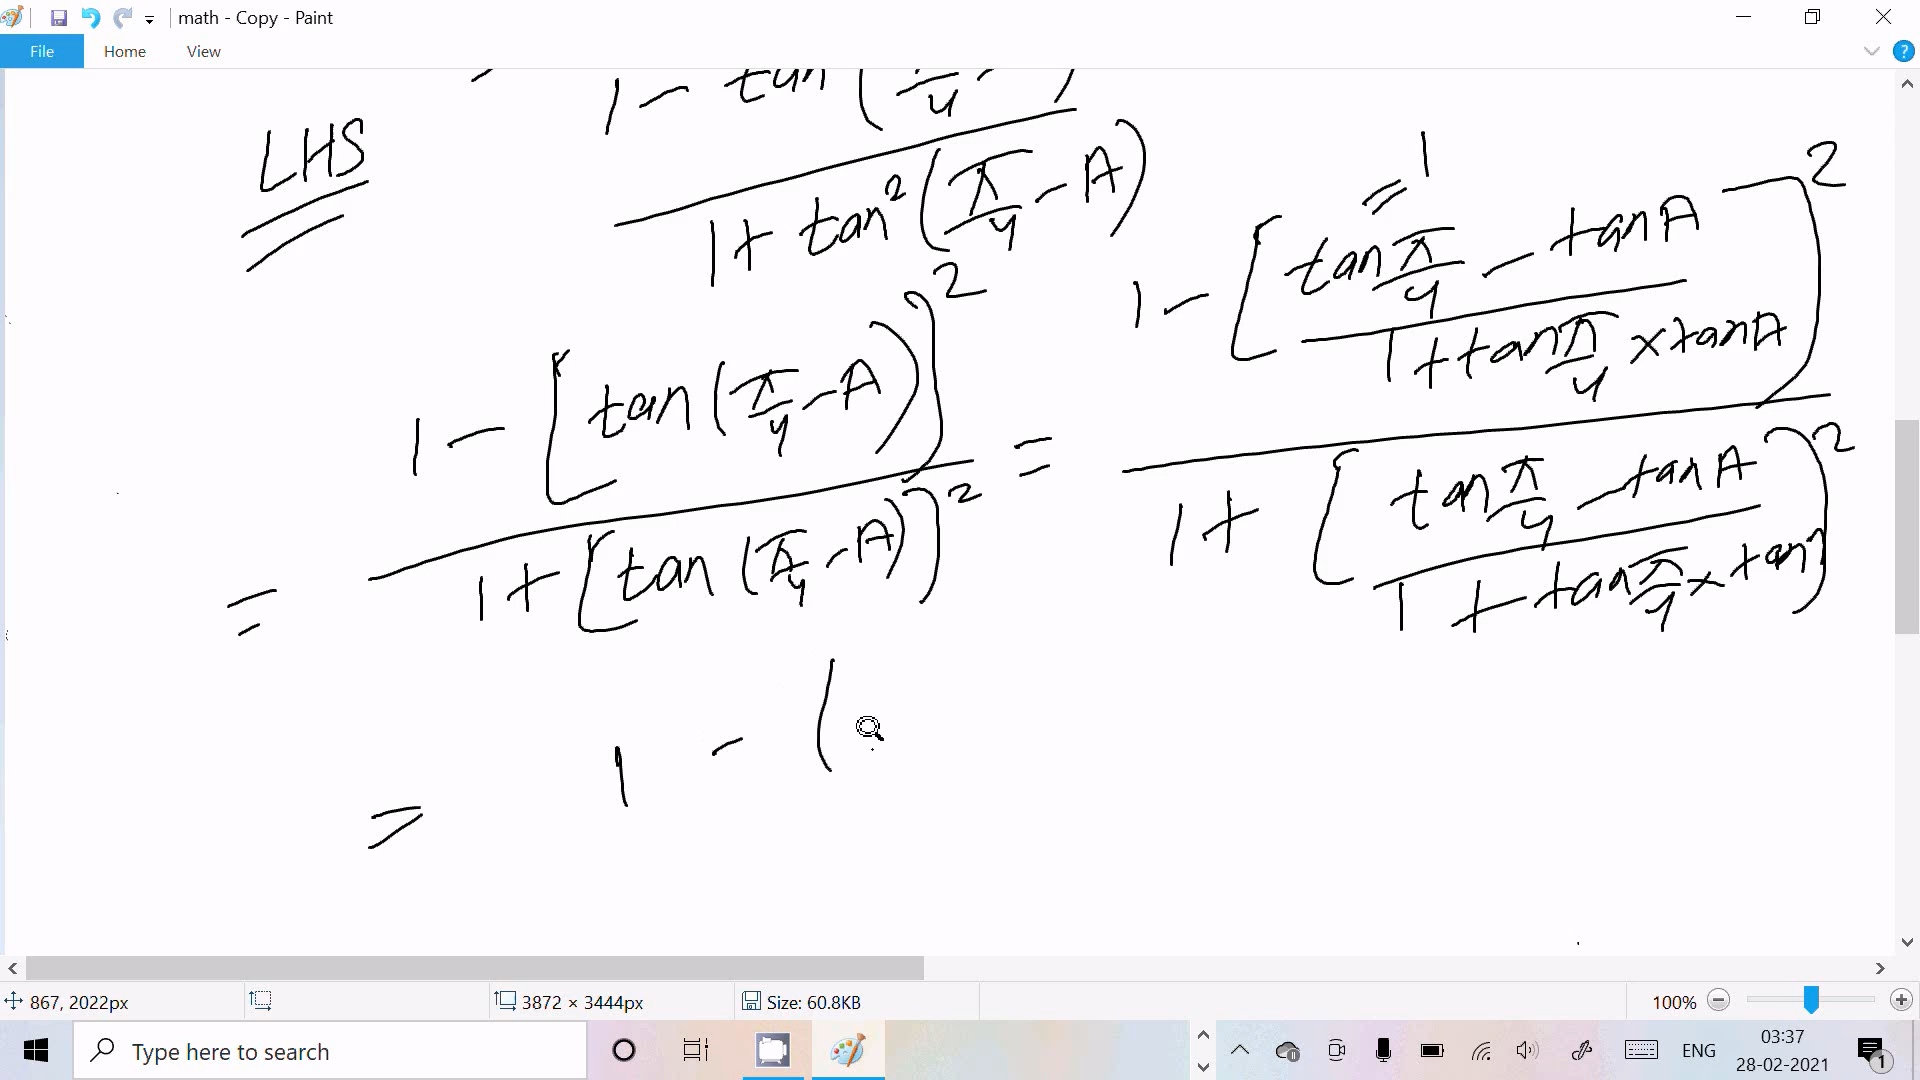 math - Copy - Paint
File Home View
1 - tan (π/4 -
LHS
1 + tan² (π/4 - A)
= 1
1 - [tan π/4 - tan A / 1 + tan π/4 × tan A]²
1 - [tan (π/4 - A)]²
=
1 + [tan π/4 - tan A / 1 + tan π/4 × tan]²
= 1 + [tan (π/4 - A)]²
= 1 - (
867, 2022px 3872 × 3444px Size: 60.8KB 100%
Type here to search ENG 03:37
28-02-2021 1